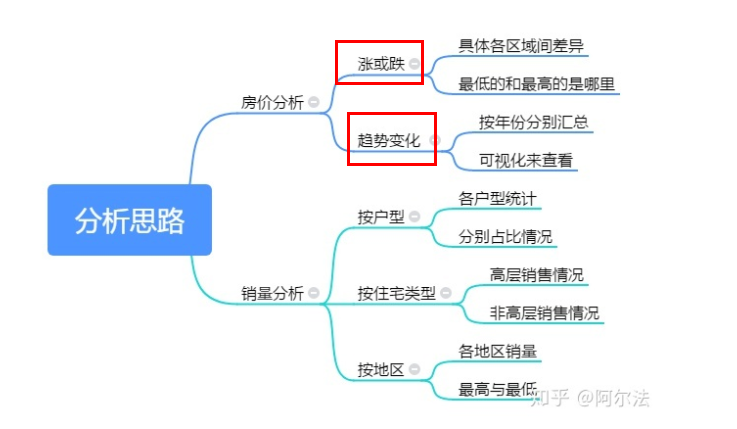 分析思路
房价分析
涨或跌
具体各区域间差异
最低的和最高的是哪里
趋势变化
按年份分别汇总
可视化来查看
销量分析
按户型
各户型统计
分别占比情况
按住宅类型
高层销售情况
非高层销售情况
按地区
各地区销量
最高与最低
知乎 @阿尔法